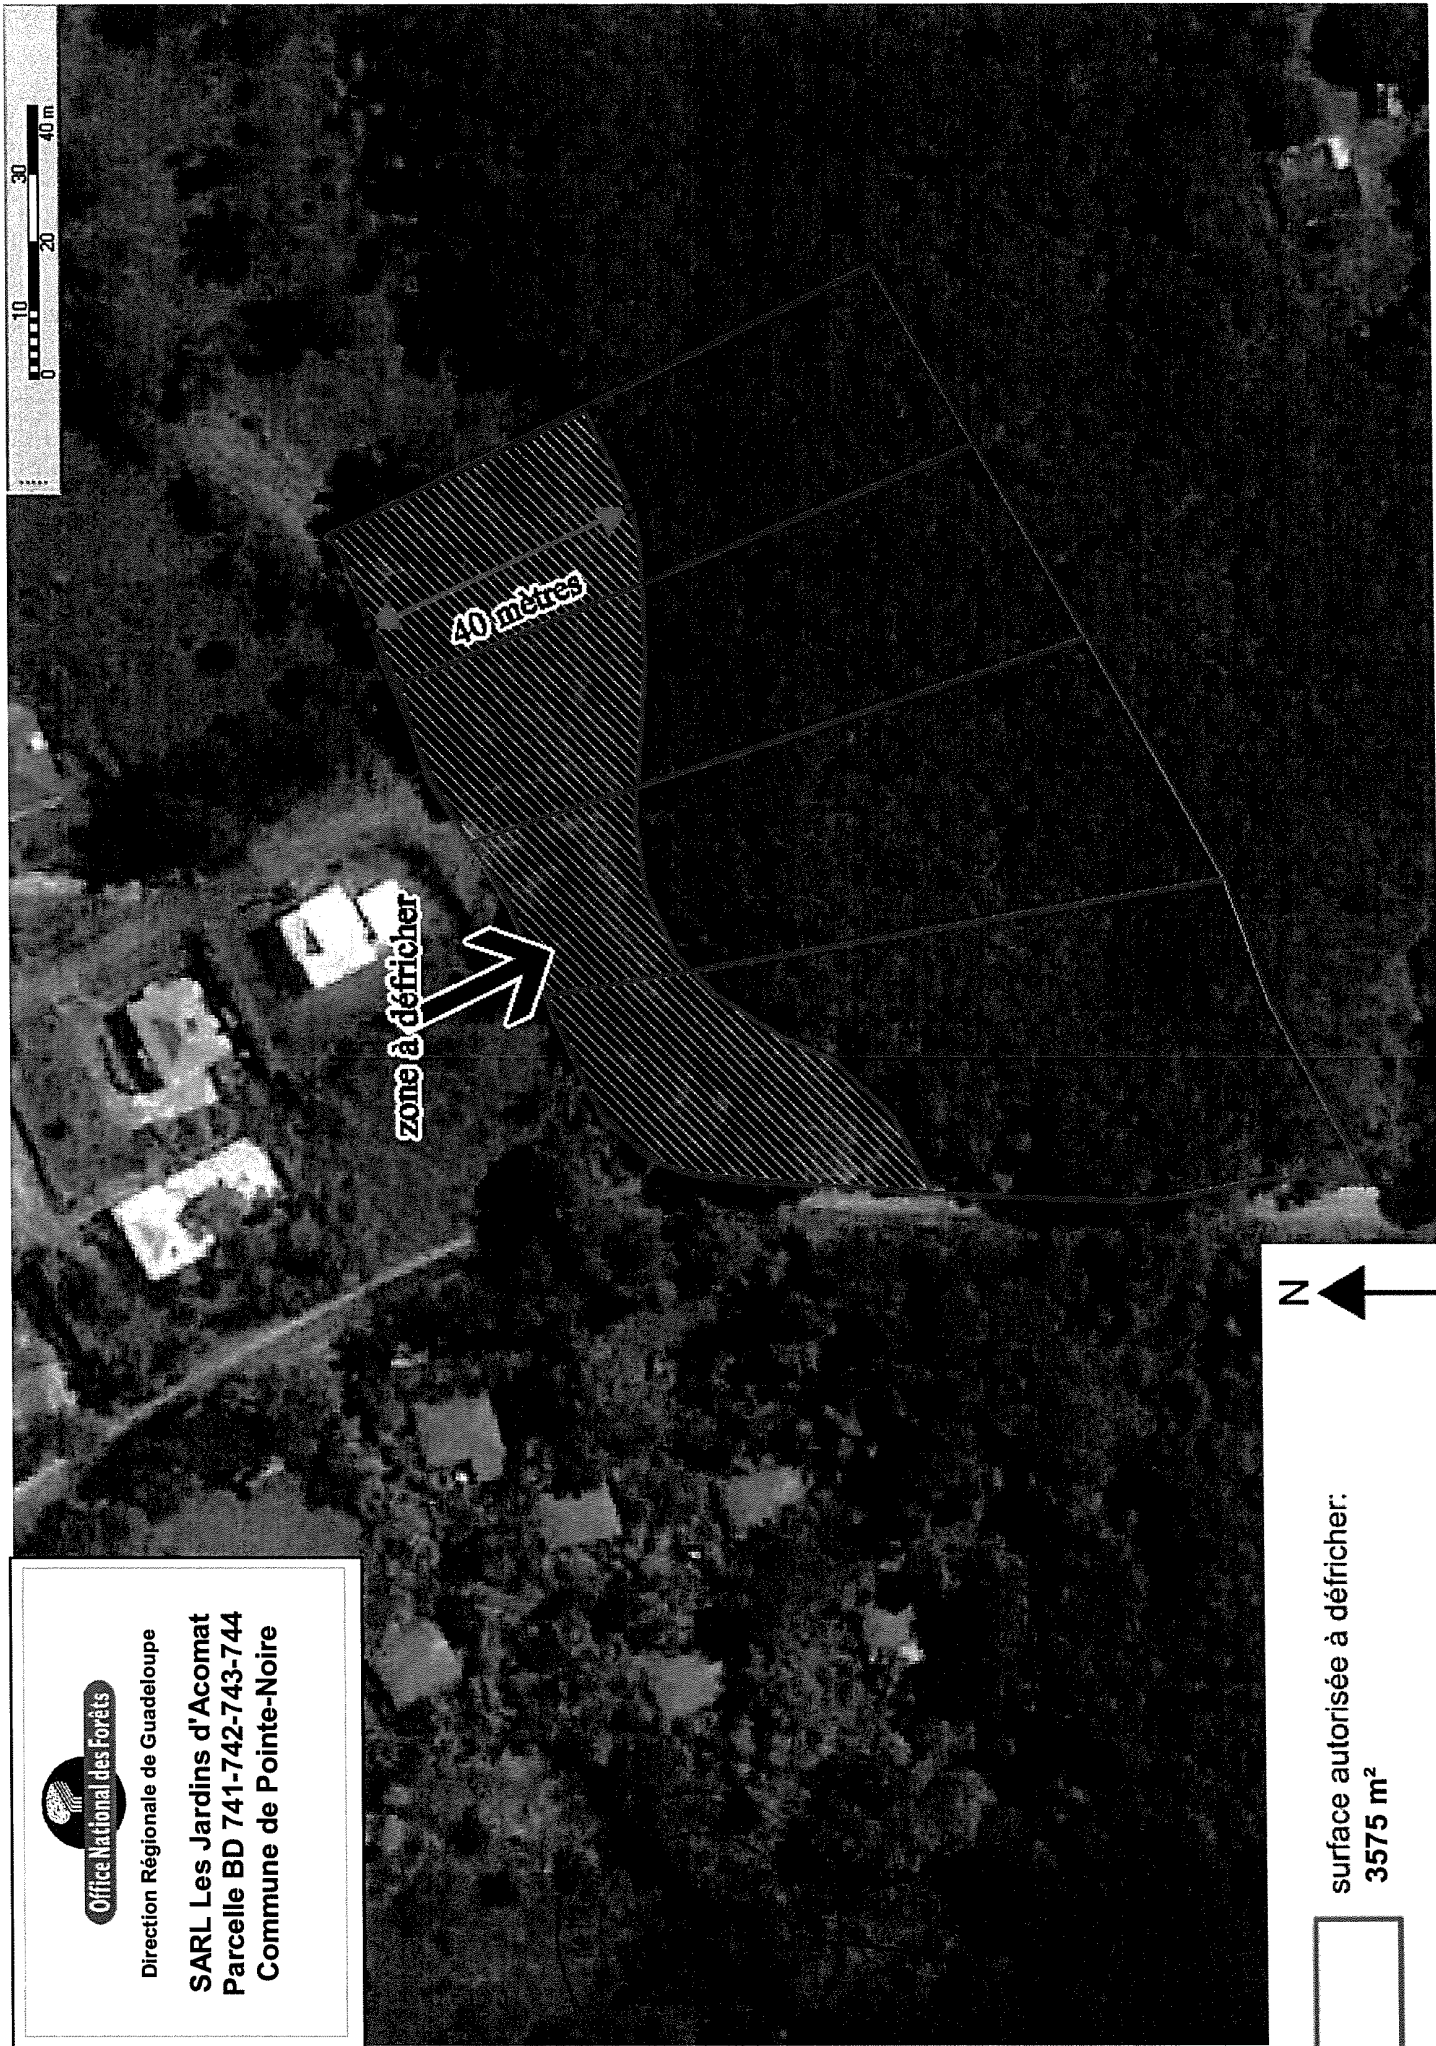 Office National des Forêts
Direction Régionale de Guadeloupe
SARL Les Jardins d'Acomat
Parcelle BD 741-742-743-744
Commune de Pointe-Noire
0 10 20 30 40 m
zone à défricher
40 mètres
surface autorisée à défricher:
3575 m²
N